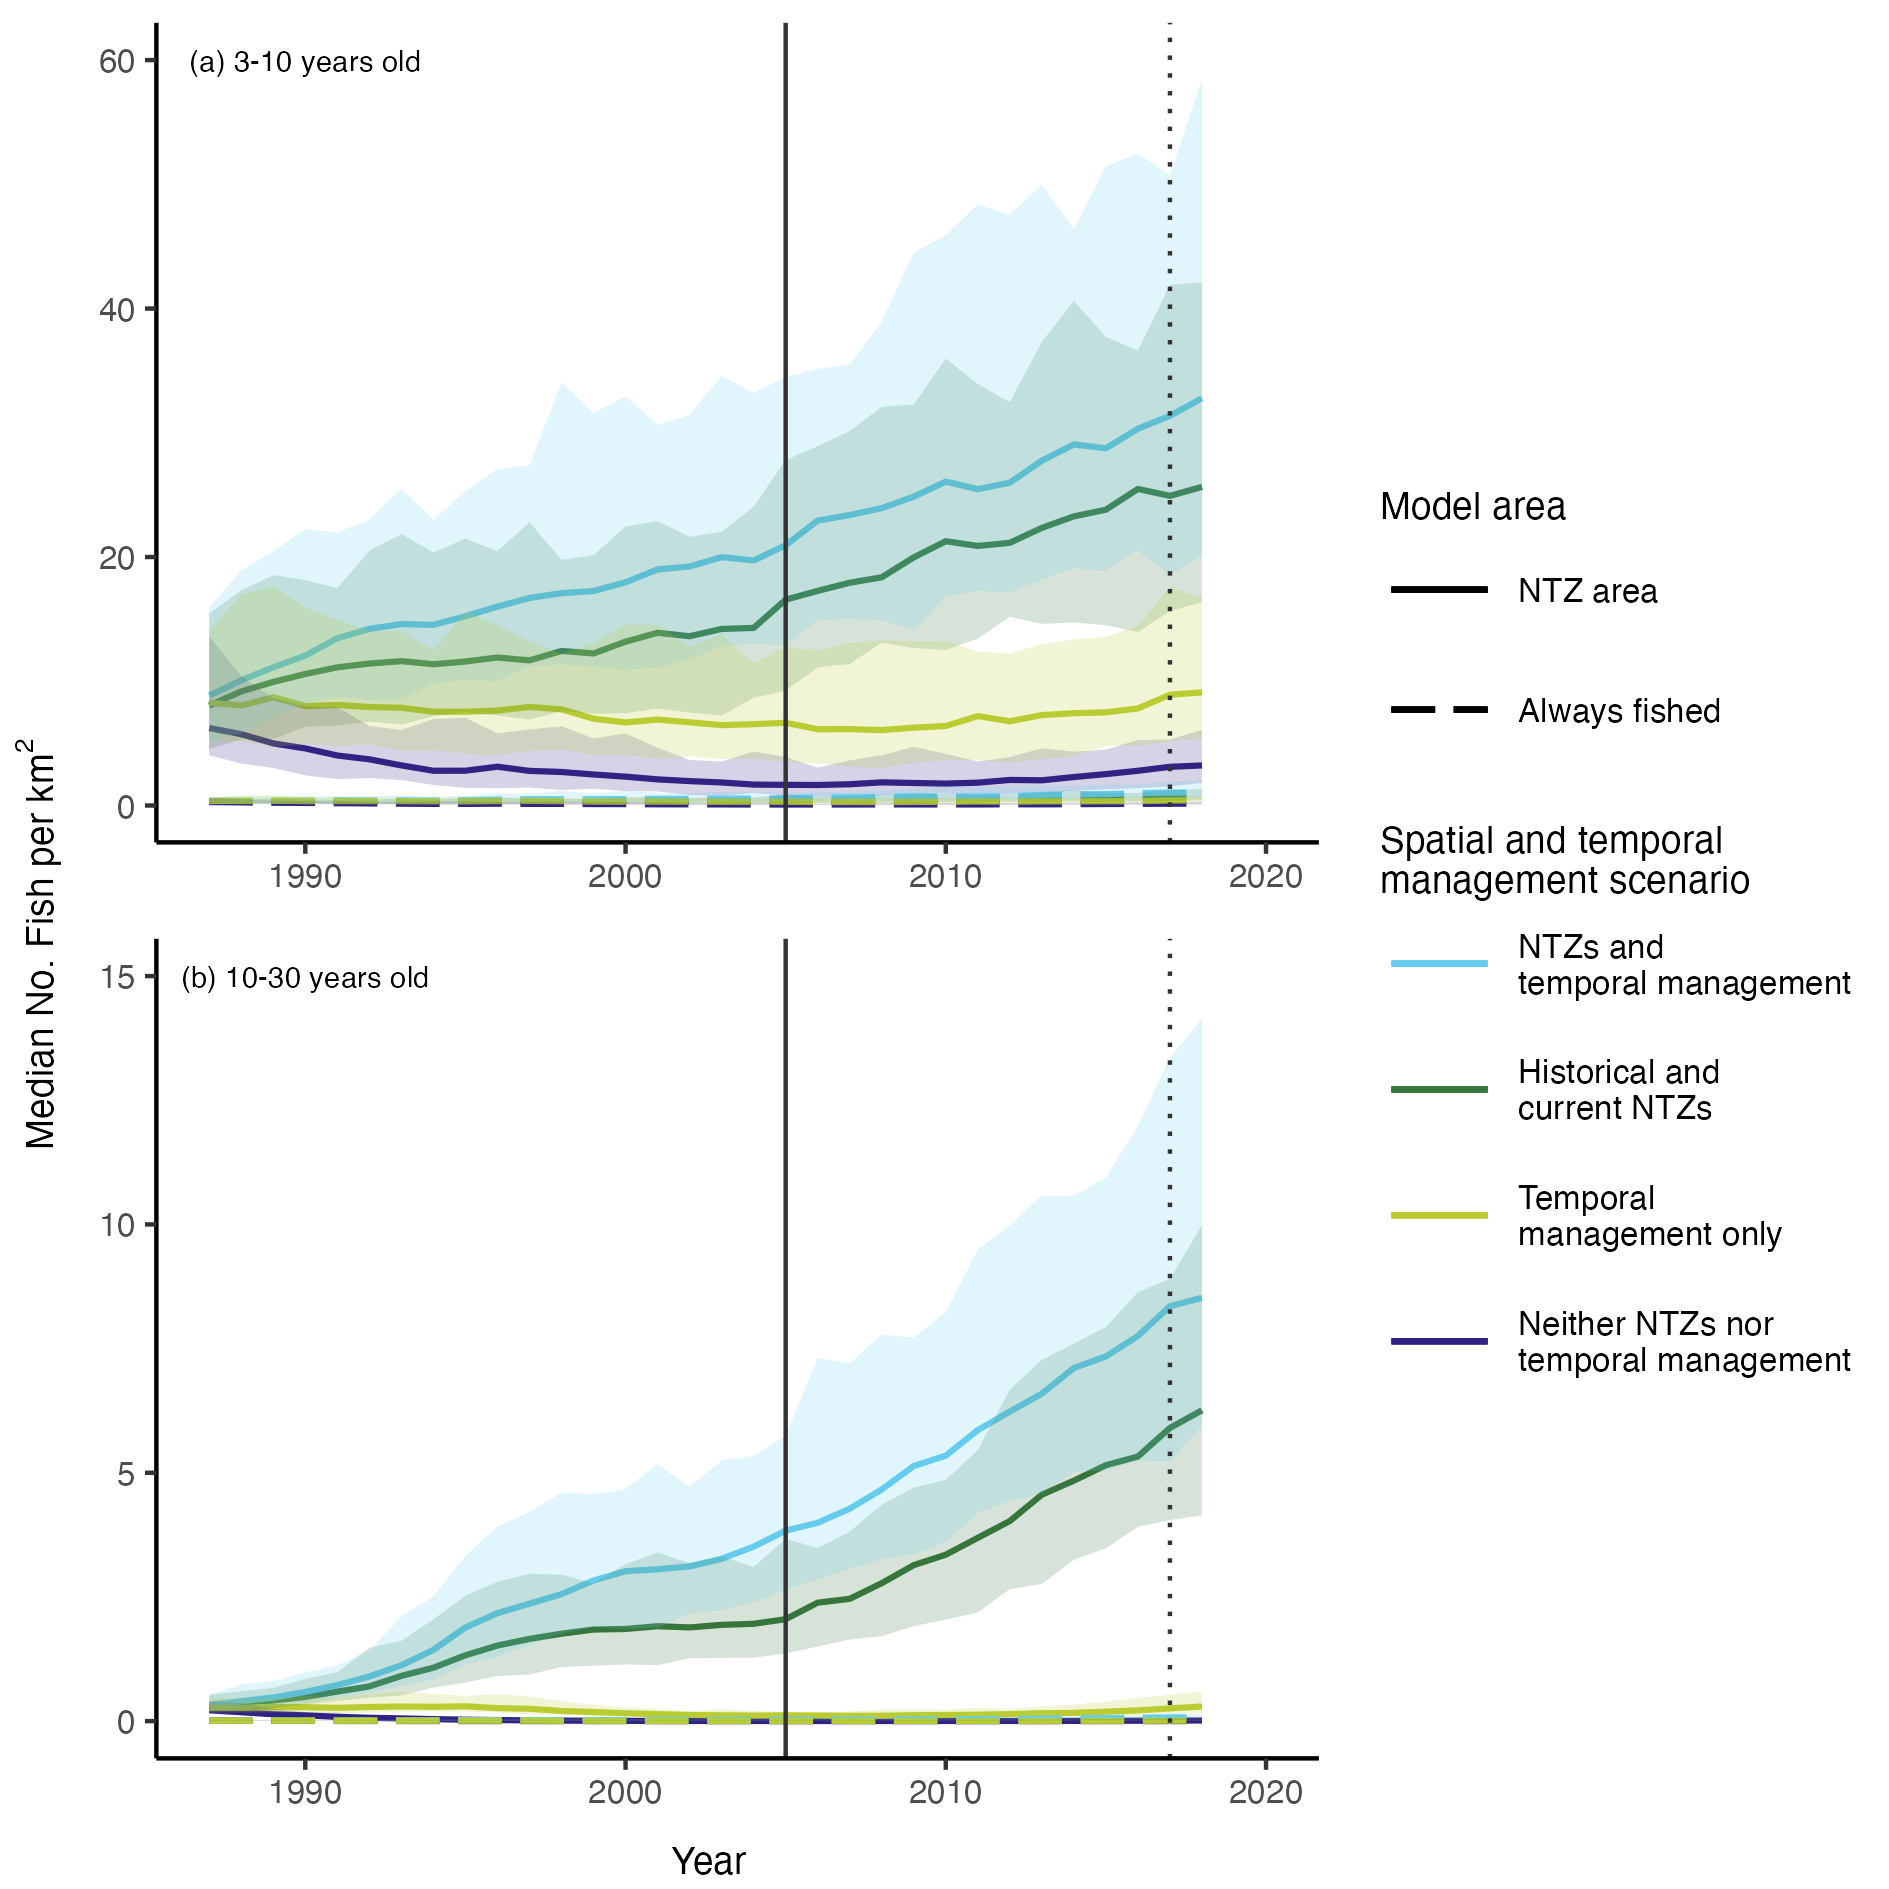 Median No. Fish per km²
(a) 3-10 years old
60
40
20
0
1990
2000
2010
2020
(b) 10-30 years old
15
10
5
0
1990
2000
2010
2020
Year
Model area
NTZ area
Always fished
Spatial and temporal
management scenario
NTZs and
temporal management
Historical and
current NTZs
Temporal
management only
Neither NTZs nor
temporal management